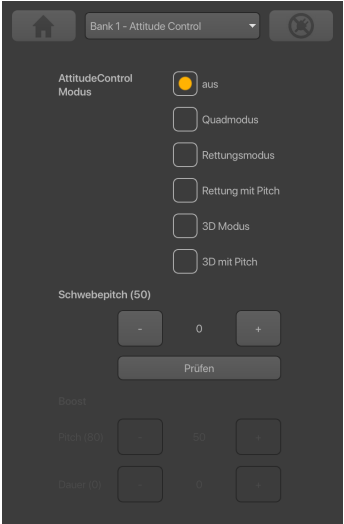 Bank 1 - Attitude Control
AttitudeControl
Modus
aus
Quadmodus
Rettungsmodus
Rettung mit Pitch
3D Modus
3D mit Pitch
Schwebepitch (50)
- 0 +
Prüfen
Boost
Pitch (50) - 50 +
Dauer (0) - 0 +